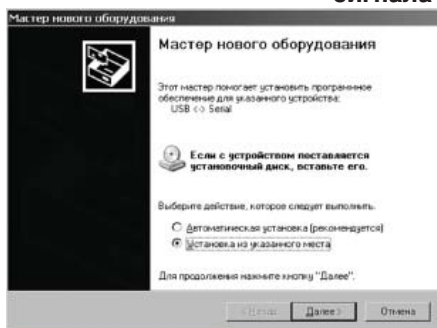 сигнала
Мастер нового оборудования
Мастер нового оборудования
Этот мастер помогает установить программное
обеспечение для указанного устройства:
USB <-> Serial
Если с устройством поставляется
установочный диск, вставьте его.
Выберите действие, которое следует выполнить.
Автоматическая установка (рекомендуется)
Установка из указанного места
Для продолжения нажмите кнопку "Далее".
< Назад Далее > Отмена